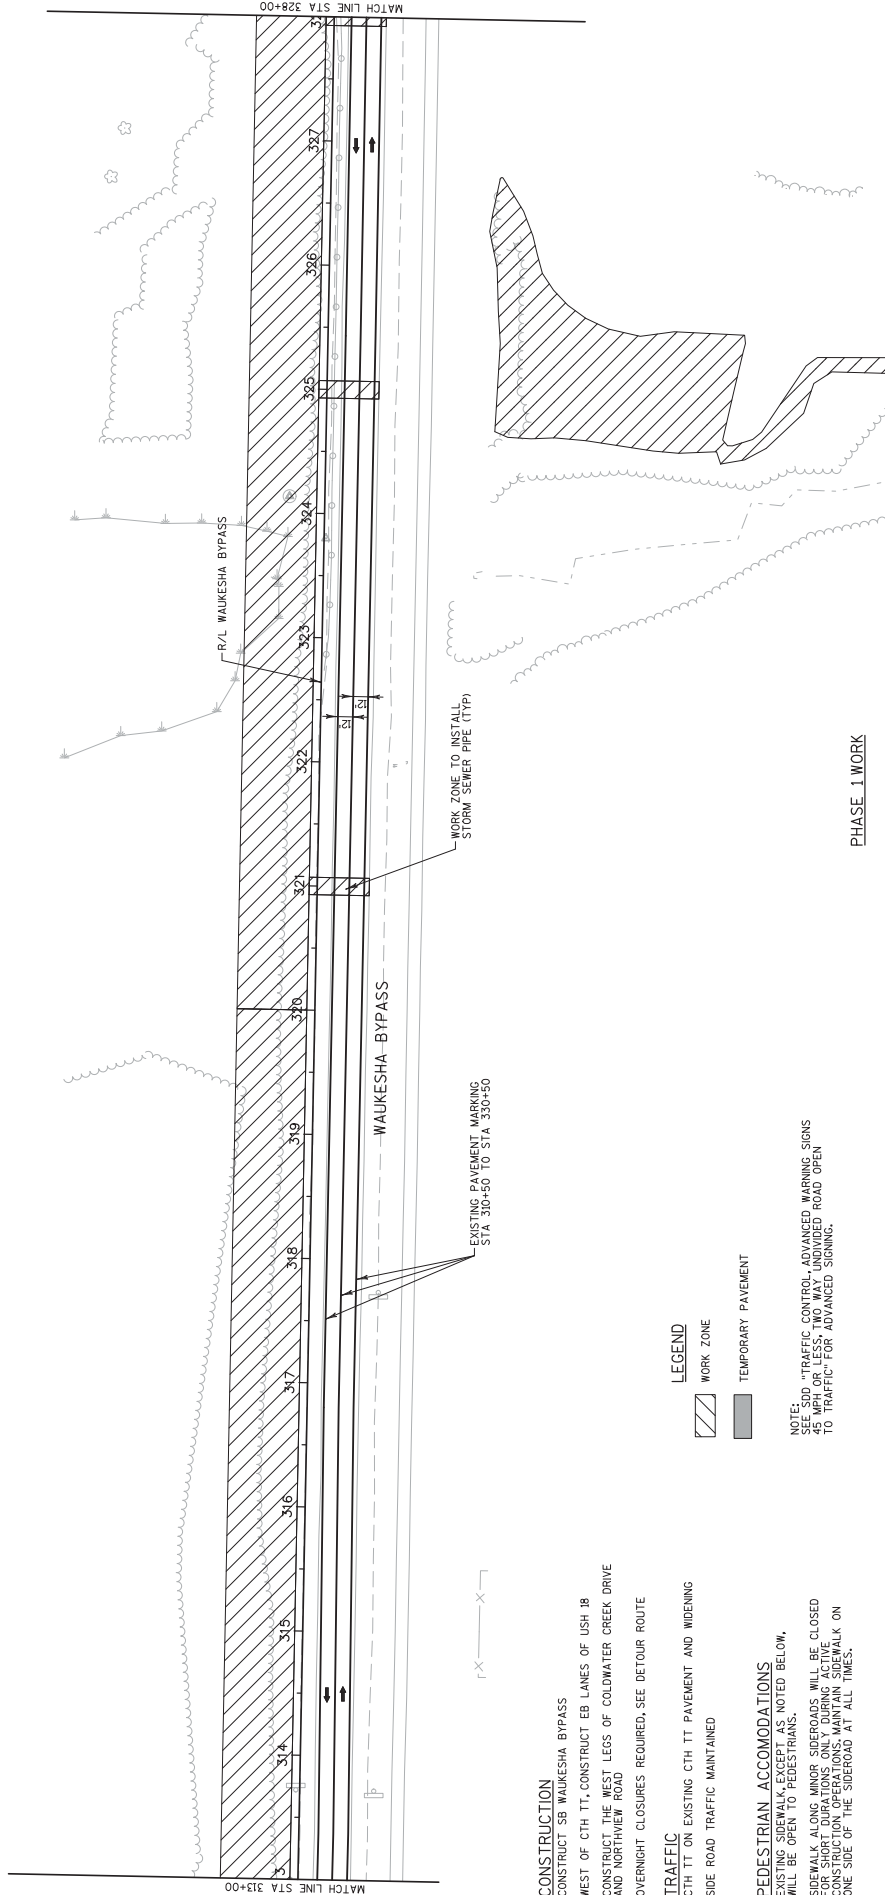 MATCH LINE STA 328+00
32
327
326
325
324
R/L WAUKESHA BYPASS
323
12'
12'
322
WORK ZONE TO INSTALL
STORM SEWER PIPE (TYP)
321
320
WAUKESHA BYPASS
319
EXISTING PAVEMENT MARKING
STA 310+50 TO STA 330+50
318
317
316
315
314
3
MATCH LINE STA 313+00
PHASE 1 WORK
LEGEND
WORK ZONE
TEMPORARY PAVEMENT
NOTE:
SEE SDD "TRAFFIC CONTROL, ADVANCED WARNING SIGNS
45 MPH OR LESS, TWO WAY UNDIVIDED ROAD OPEN
TO TRAFFIC" FOR ADVANCED SIGNING.
CONSTRUCTION
CONSTRUCT SB WAUKESHA BYPASS
WEST OF CTH TT, CONSTRUCT EB LANES OF USH 18
CONSTRUCT THE WEST LEGS OF COLDWATER CREEK DRIVE
AND NORTHVIEW ROAD
OVERNIGHT CLOSURES REQUIRED, SEE DETOUR ROUTE
TRAFFIC
CTH TT ON EXISTING CTH TT PAVEMENT AND WIDENING
SIDE ROAD TRAFFIC MAINTAINED
PEDESTRIAN ACCOMODATIONS
EXISTING SIDEWALK, EXCEPT AS NOTED BELOW,
WILL BE OPEN TO PEDESTRIANS.
SIDEWALK ALONG MINOR SIDEROADS WILL BE CLOSED
FOR SHORT DURATIONS ONLY DURING ACTIVE
CONSTRUCTION OPERATIONS. MAINTAIN SIDEWALK ON
ONE SIDE OF THE SIDEROAD AT ALL TIMES.